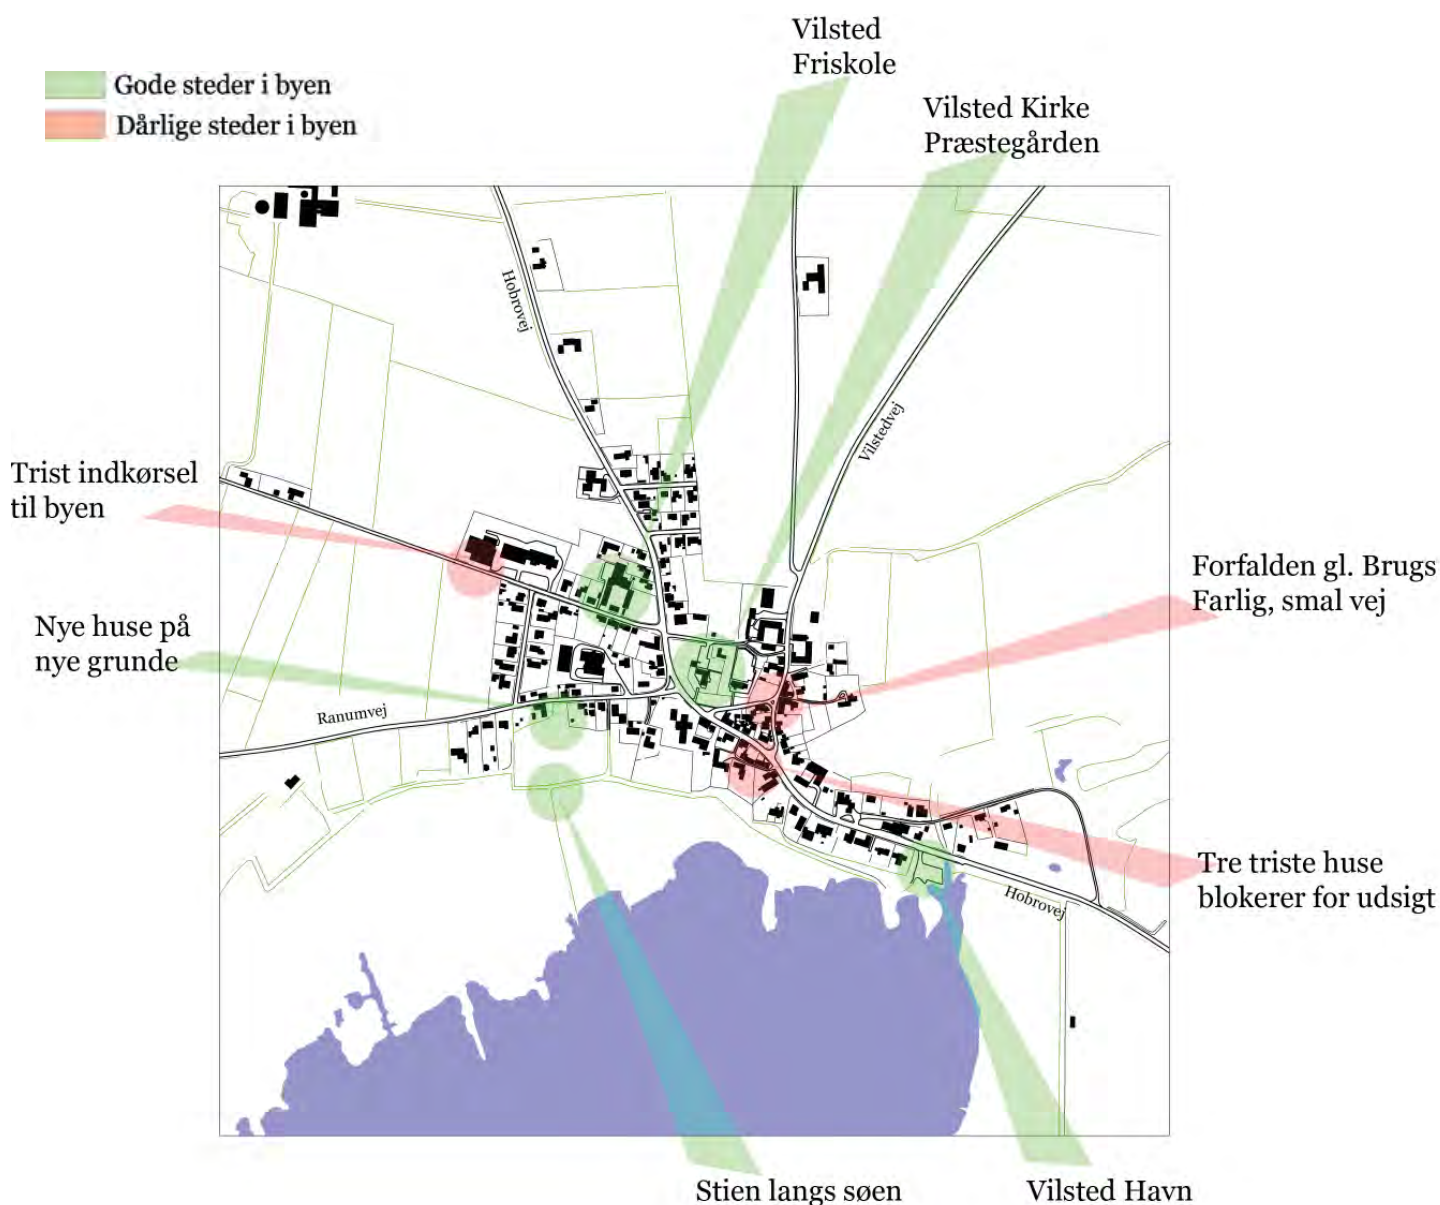 Vilsted
Friskole
Gode steder i byen
Dårlige steder i byen
Vilsted Kirke
Præstegården
Hobrovej
Vilstedvej
Trist indkørsel
til byen
Forfalden gl. Brugs
Farlig, smal vej
Nye huse på
nye grunde
Ranumvej
Tre triste huse
blokerer for udsigt
Hobrovej
Stien langs søen
Vilsted Havn